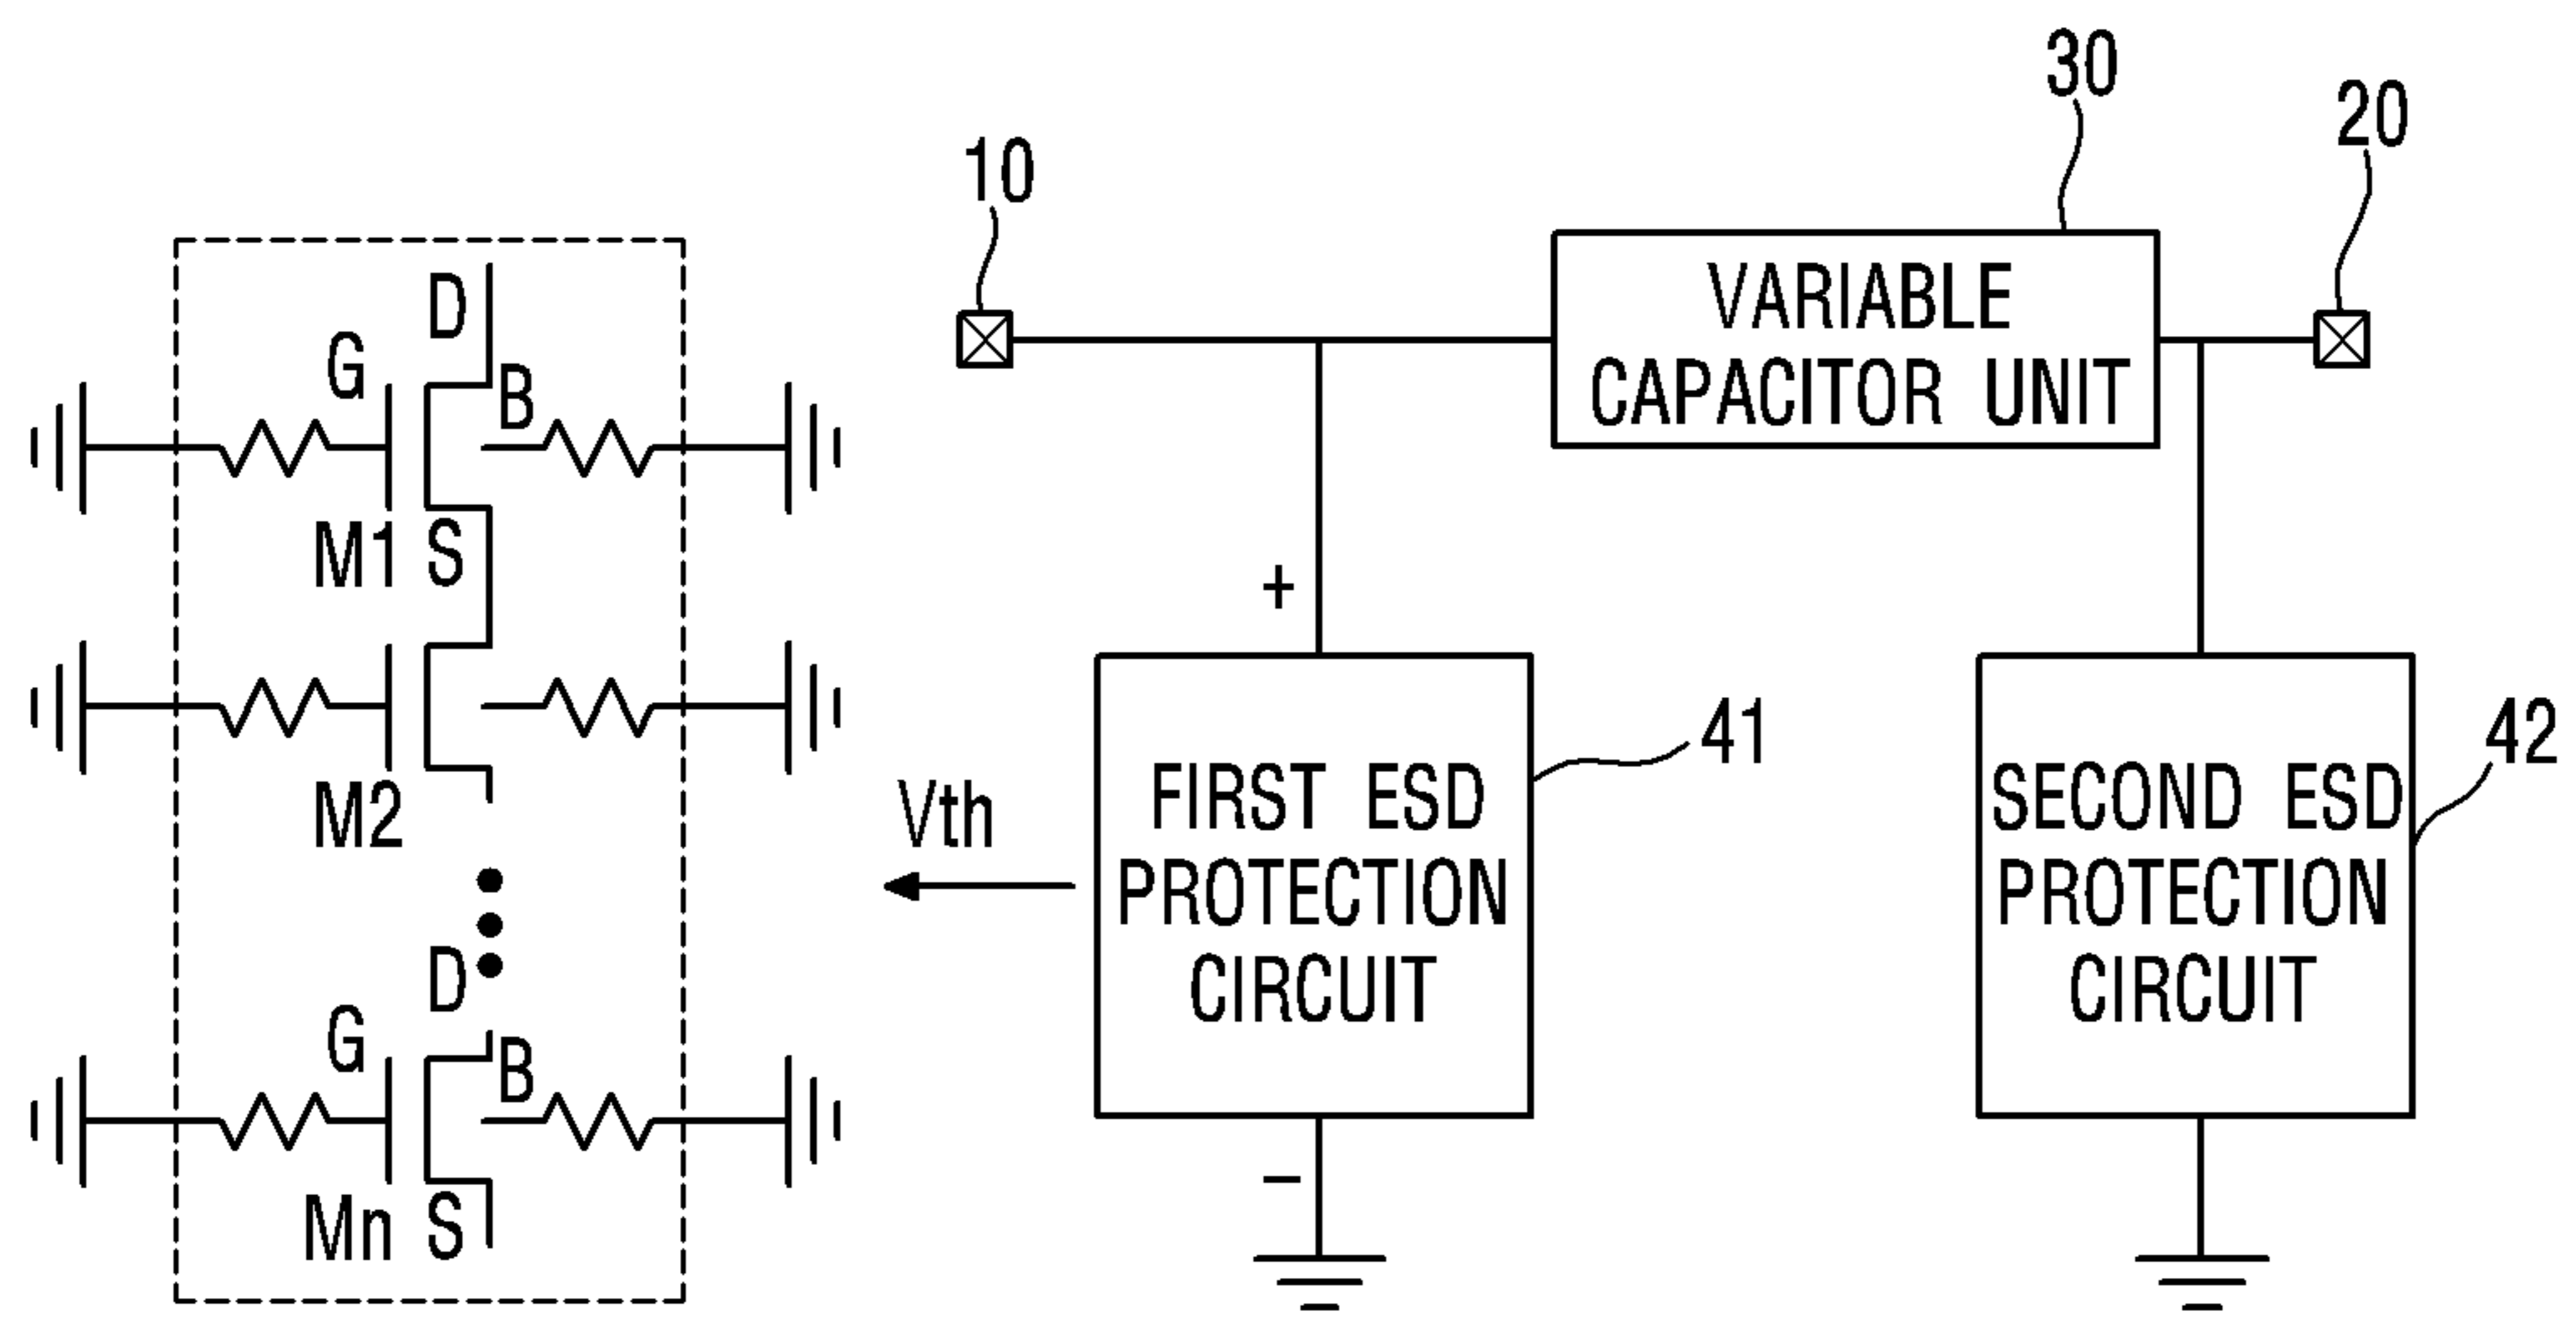 30
20
10
VARIABLE
CAPACITOR UNIT
D
G
B
M1 S
+
M2
41
42
Vth
FIRST ESD
PROTECTION
CIRCUIT
SECOND ESD
PROTECTION
CIRCUIT
D
G
B
Mn S
−